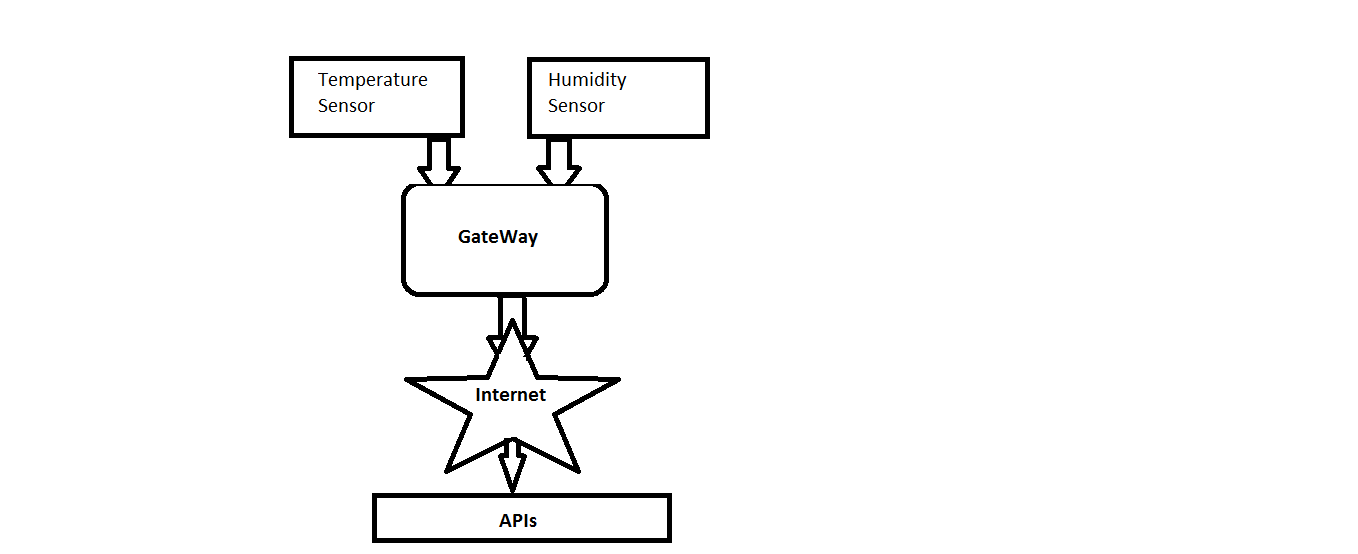 Temperature
Sensor
Humidity
Sensor
GateWay
Internet
APIs